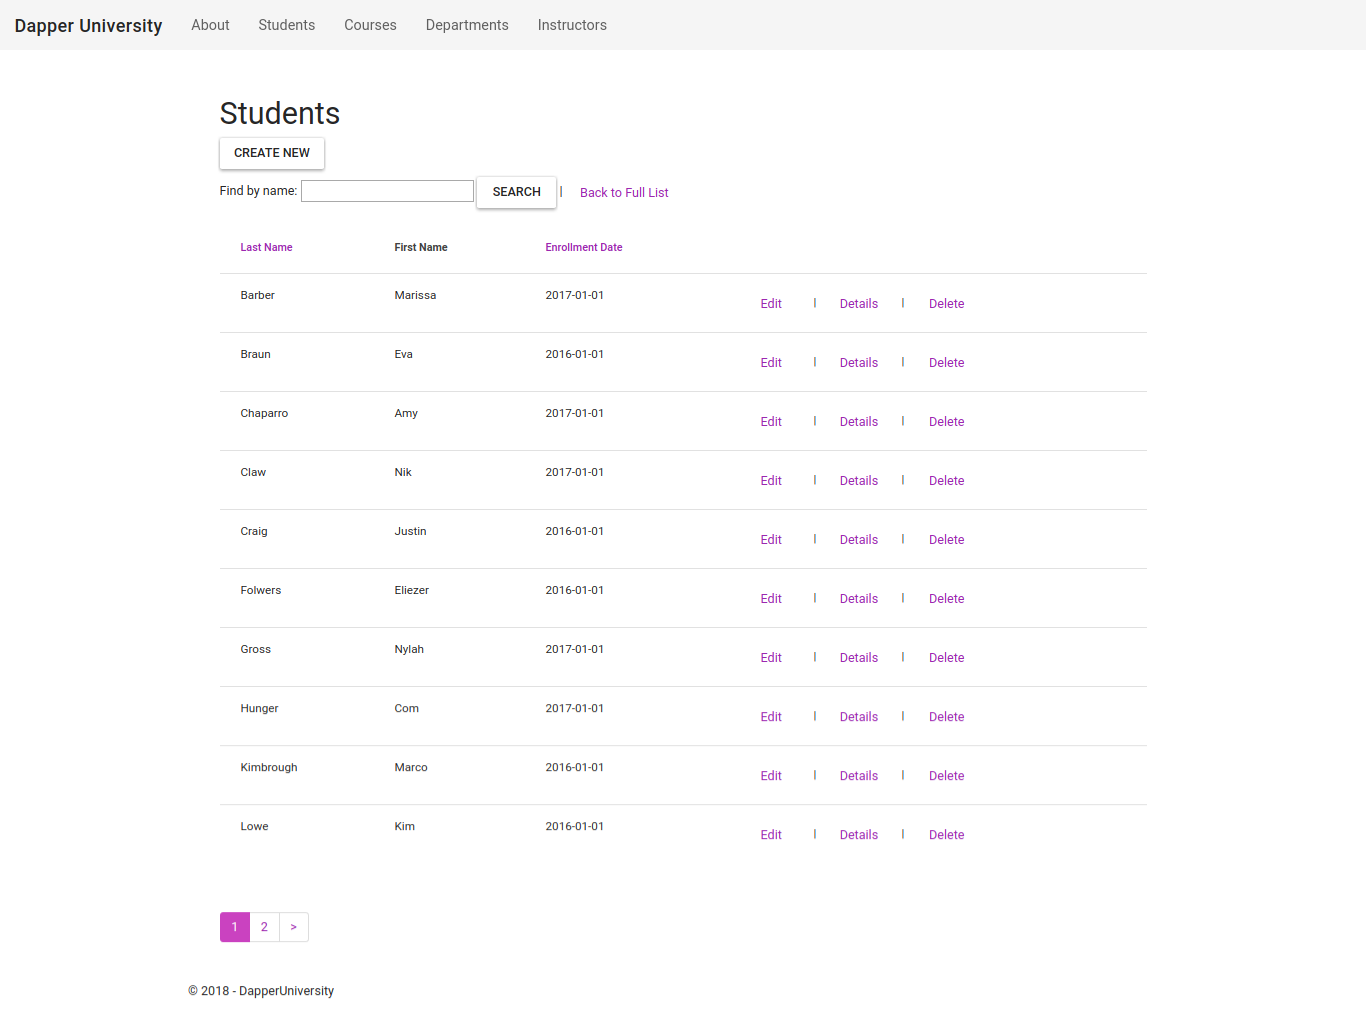 Dapper University About Students Courses Departments Instructors
Students
CREATE NEW
Find by name: SEARCH | Back to Full List
Last Name First Name Enrollment Date
Barber Marissa 2017-01-01 Edit | Details | Delete
Braun Eva 2016-01-01 Edit | Details | Delete
Chaparro Amy 2017-01-01 Edit | Details | Delete
Claw Nik 2017-01-01 Edit | Details | Delete
Craig Justin 2016-01-01 Edit | Details | Delete
Folwers Eliezer 2016-01-01 Edit | Details | Delete
Gross Nylah 2017-01-01 Edit | Details | Delete
Hunger Com 2017-01-01 Edit | Details | Delete
Kimbrough Marco 2016-01-01 Edit | Details | Delete
Lowe Kim 2016-01-01 Edit | Details | Delete
1 2 >
© 2018 - DapperUniversity